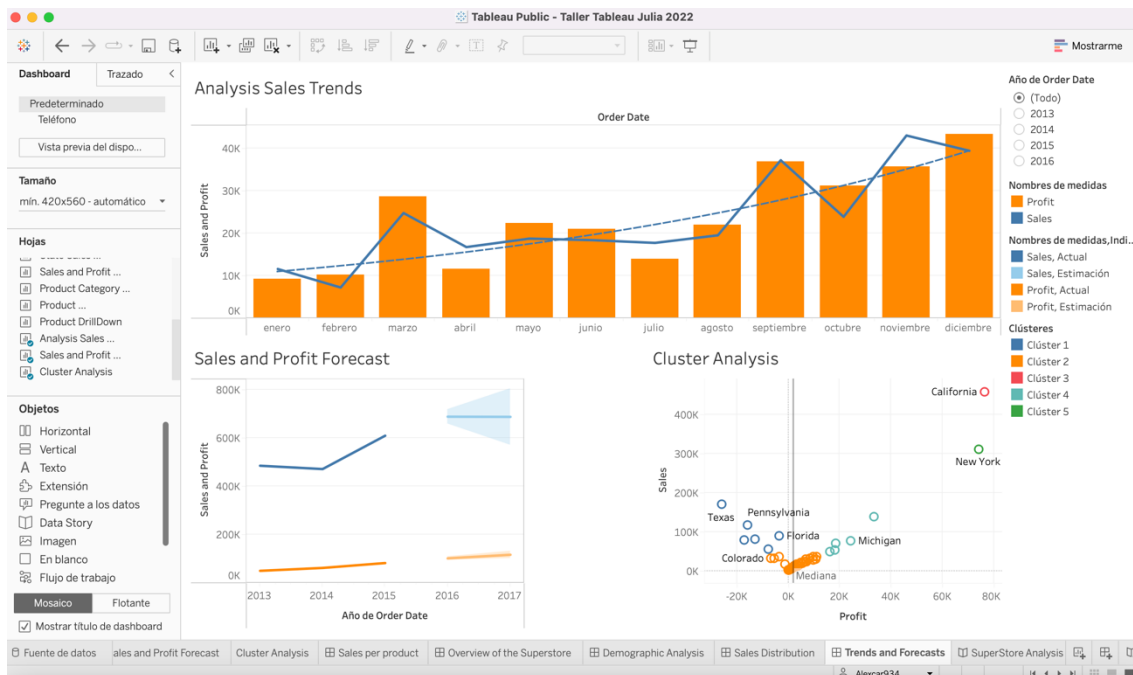 Tableau Public - Taller Tableau Julia 2022
Mostrarme
Dashboard
Trazado
Predeterminado
Teléfono
Vista previa del dispo...
Tamaño
mín. 420x560 - automático
Hojas
Sales and Profit ...
Product Category ...
Product ...
Product DrillDown
Analysis Sales ...
Sales and Profit ...
Cluster Analysis
Objetos
Horizontal
Vertical
A Texto
Extensión
Pregunte a los datos
Data Story
Imagen
En blanco
Flujo de trabajo
Mosaico
Flotante
Mostrar título de dashboard
Analysis Sales Trends
Order Date
Sales and Profit
40K
30K
20K
10K
0K
enero febrero marzo abril mayo junio julio agosto septiembre octubre noviembre diciembre
Sales and Profit Forecast
Sales and Profit
800K
600K
400K
200K
0K
2013 2014 2015 2016 2017
Año de Order Date
Cluster Analysis
Sales
400K
300K
200K
100K
0K
California
New York
Texas
Pennsylvania
Florida
Michigan
Colorado
Mediana
-20K 0K 20K 40K 60K 80K
Profit
Año de Order Date
(Todo)
2013
2014
2015
2016
Nombres de medidas
Profit
Sales
Nombres de medidas,Indi...
Sales, Actual
Sales, Estimación
Profit, Actual
Profit, Estimación
Clústeres
Clúster 1
Clúster 2
Clúster 3
Clúster 4
Clúster 5
Fuente de datos ales and Profit Forecast Cluster Analysis Sales per product Overview of the Superstore Demographic Analysis Sales Distribution Trends and Forecasts SuperStore Analysis
Alexcar934